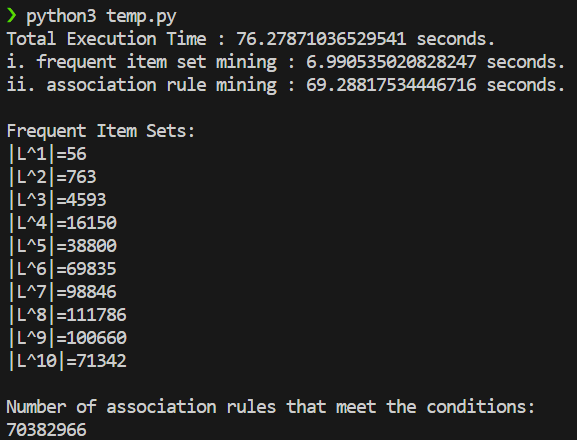 ❯ python3 temp.py
Total Execution Time : 76.27871036529541 seconds.
i. frequent item set mining : 6.990535020828247 seconds.
ii. association rule mining : 69.28817534446716 seconds.

Frequent Item Sets:
|L^1|=56
|L^2|=763
|L^3|=4593
|L^4|=16150
|L^5|=38800
|L^6|=69835
|L^7|=98846
|L^8|=111786
|L^9|=100660
|L^10|=71342

Number of association rules that meet the conditions:
70382966